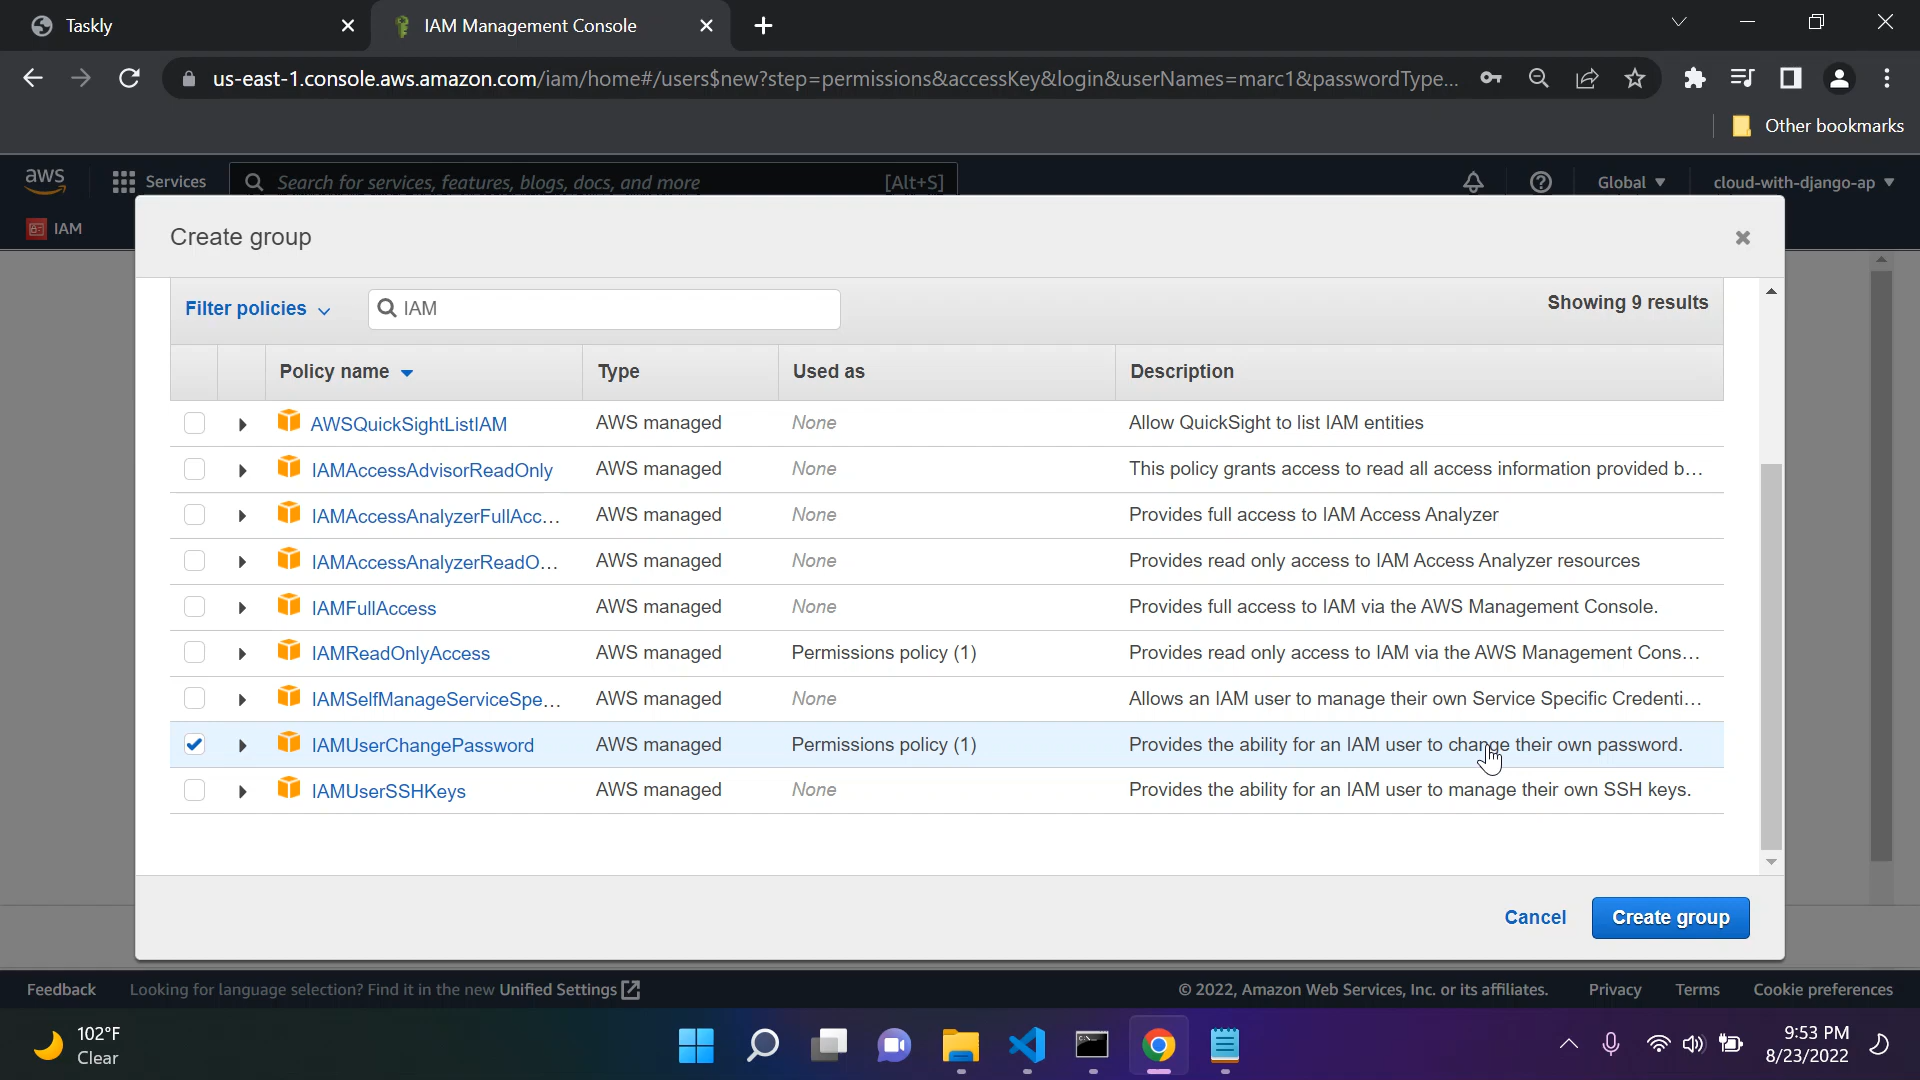 Taskly
IAM Management Console
us-east-1.console.aws.amazon.com/iam/home#/users$new?step=permissions&accessKey&login&userNames=marc1&passwordType...
Other bookmarks
aws
Services
Search for services, features, blogs, docs, and more
[Alt+S]
Global
cloud-with-django-ap
IAM
Create group
Filter policies
IAM
Showing 9 results
Policy name Type Used as Description
AWSQuickSightListIAM AWS managed None Allow QuickSight to list IAM entities
IAMAccessAdvisorReadOnly AWS managed None This policy grants access to read all access information provided b...
IAMAccessAnalyzerFullAcc... AWS managed None Provides full access to IAM Access Analyzer
IAMAccessAnalyzerReadO... AWS managed None Provides read only access to IAM Access Analyzer resources
IAMFullAccess AWS managed None Provides full access to IAM via the AWS Management Console.
IAMReadOnlyAccess AWS managed Permissions policy (1) Provides read only access to IAM via the AWS Management Cons...
IAMSelfManageServiceSpe... AWS managed None Allows an IAM user to manage their own Service Specific Credenti...
IAMUserChangePassword AWS managed Permissions policy (1) Provides the ability for an IAM user to change their own password.
IAMUserSSHKeys AWS managed None Provides the ability for an IAM user to manage their own SSH keys.
Cancel
Create group
Feedback
Looking for language selection? Find it in the new Unified Settings
© 2022, Amazon Web Services, Inc. or its affiliates.
Privacy
Terms
Cookie preferences
102°F
Clear
9:53 PM
8/23/2022